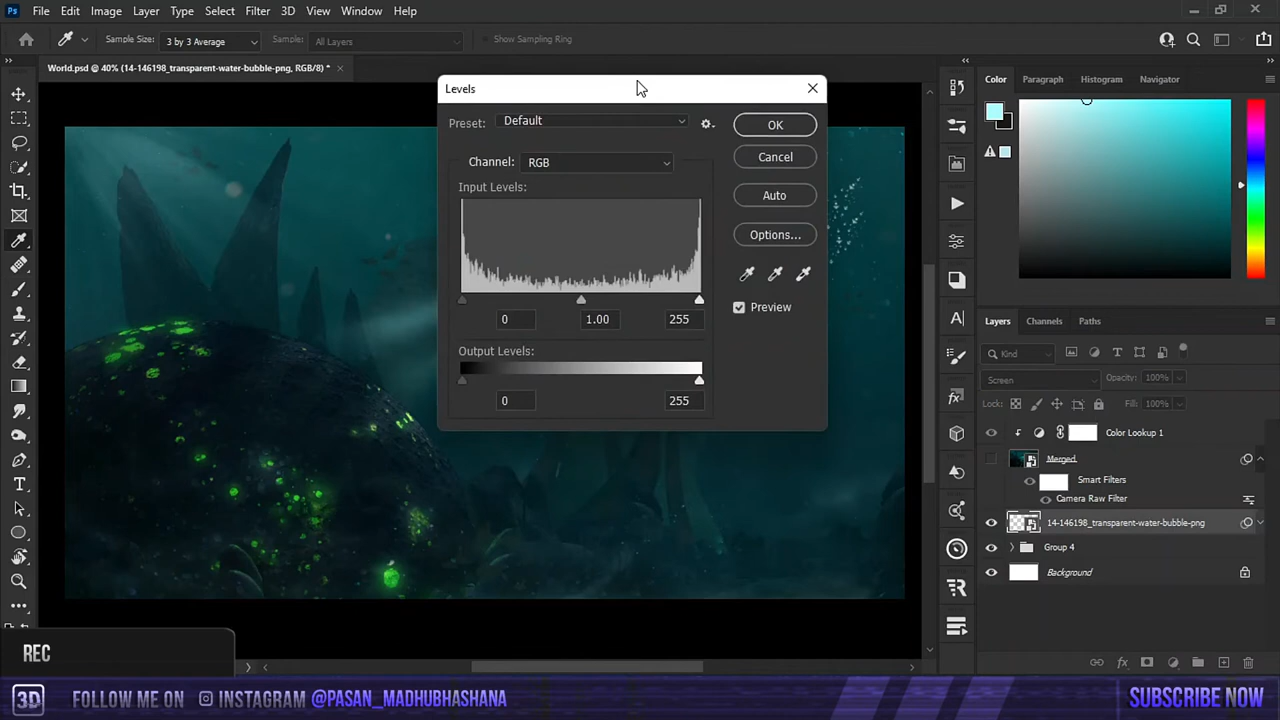 Ps File Edit Image Layer Type Select Filter 3D View Window Help
Sample Size: 3 by 3 Average Sample: All Layers Show Sampling Ring
World.psd @ 40% (14-146198_transparent-water-bubble-png, RGB/8) * ×
Levels
Preset: Default
OK
Channel: RGB
Cancel
Input Levels:
Auto
Options...
Preview
0 1.00 255
Output Levels:
0 255
Color Paragraph Histogram Navigator
Layers Channels Paths
Kind
Screen Opacity: 100%
Lock: Fill: 100%
Color Lookup 1
Merged
Smart Filters
Camera Raw Filter
14-146198_transparent-water-bubble-png
Group 4
Background
REC
3D FOLLOW ME ON INSTAGRAM @PASAN_MADHUBHASHANA SUBSCRIBE NOW